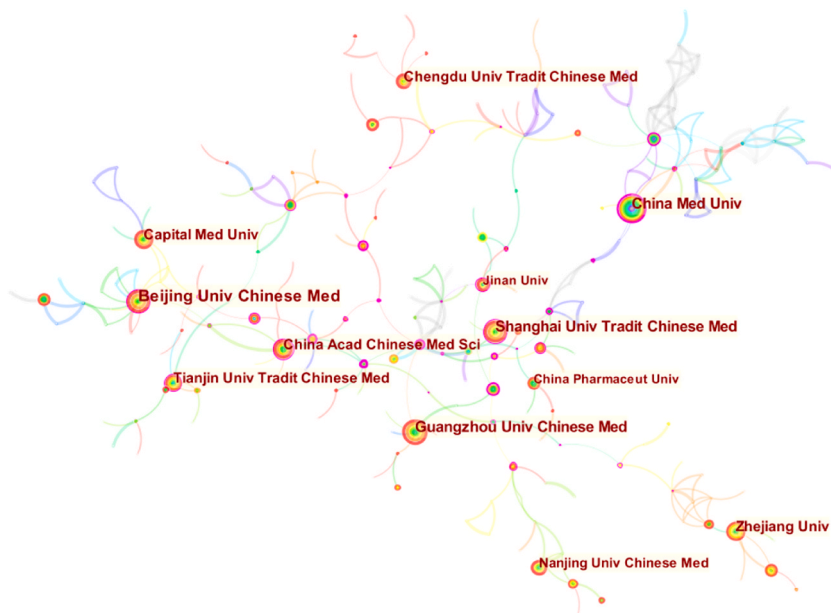 Chengdu Univ Tradit Chinese Med
China Med Univ
Capital Med Univ
Jinan Univ
Beijing Univ Chinese Med
Shanghai Univ Tradit Chinese Med
China Acad Chinese Med Sci
Tianjin Univ Tradit Chinese Med
China Pharmaceut Univ
Guangzhou Univ Chinese Med
Zhejiang Univ
Nanjing Univ Chinese Med